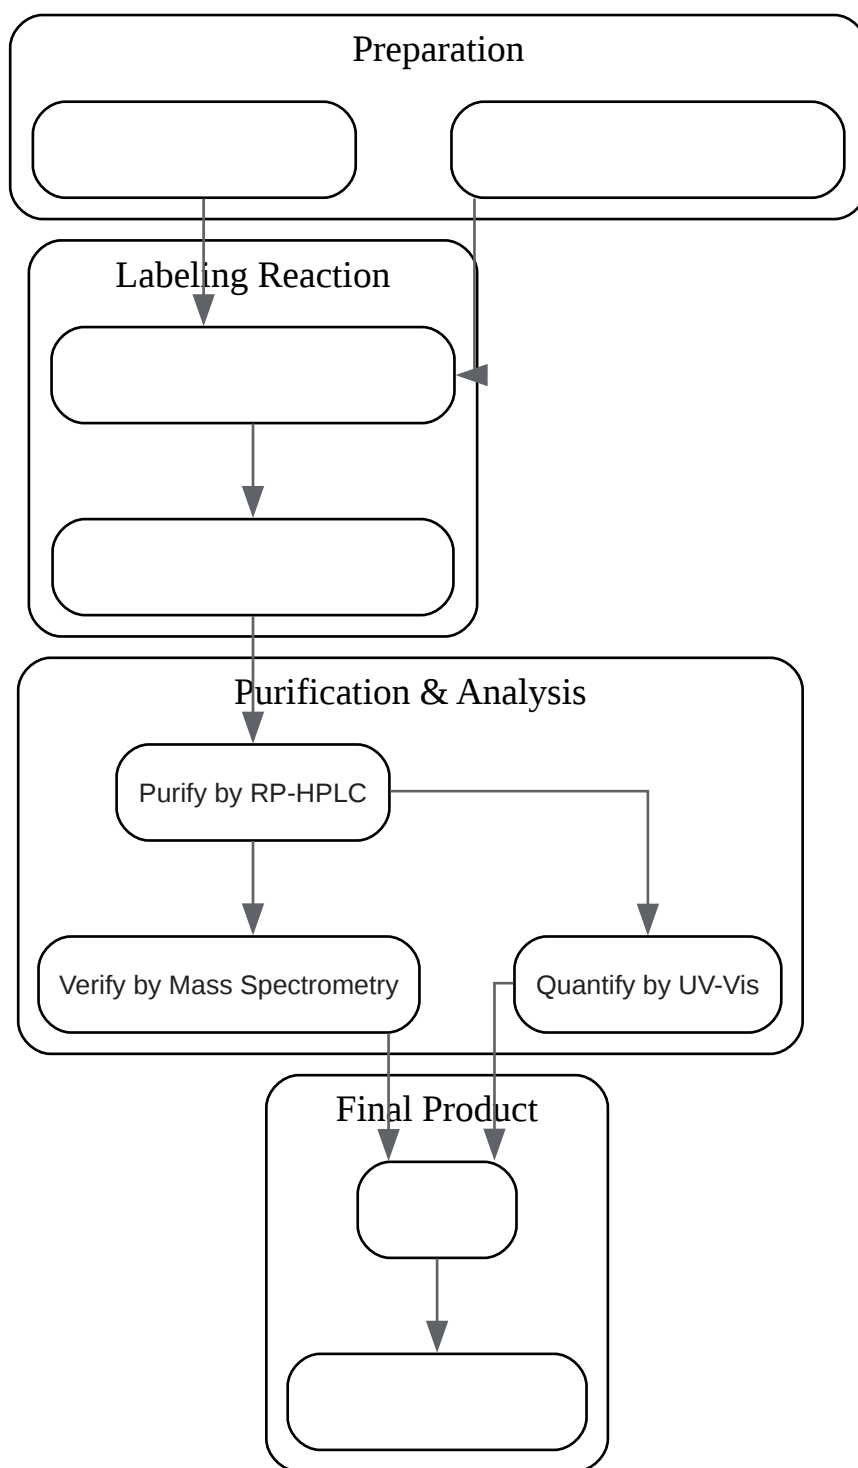 Preparation
Labeling Reaction
Purification & Analysis
Purify by RP-HPLC
Verify by Mass Spectrometry
Quantify by UV-Vis
Final Product